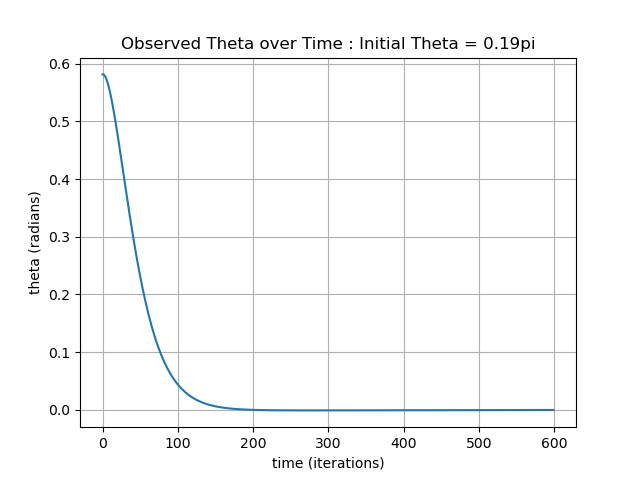 Observed Theta over Time : Initial Theta = 0.19pi
0.6
0.5
0.4
0.3
0.2
0.1
0.0
theta (radians)
0 100 200 300 400 500 600
time (iterations)